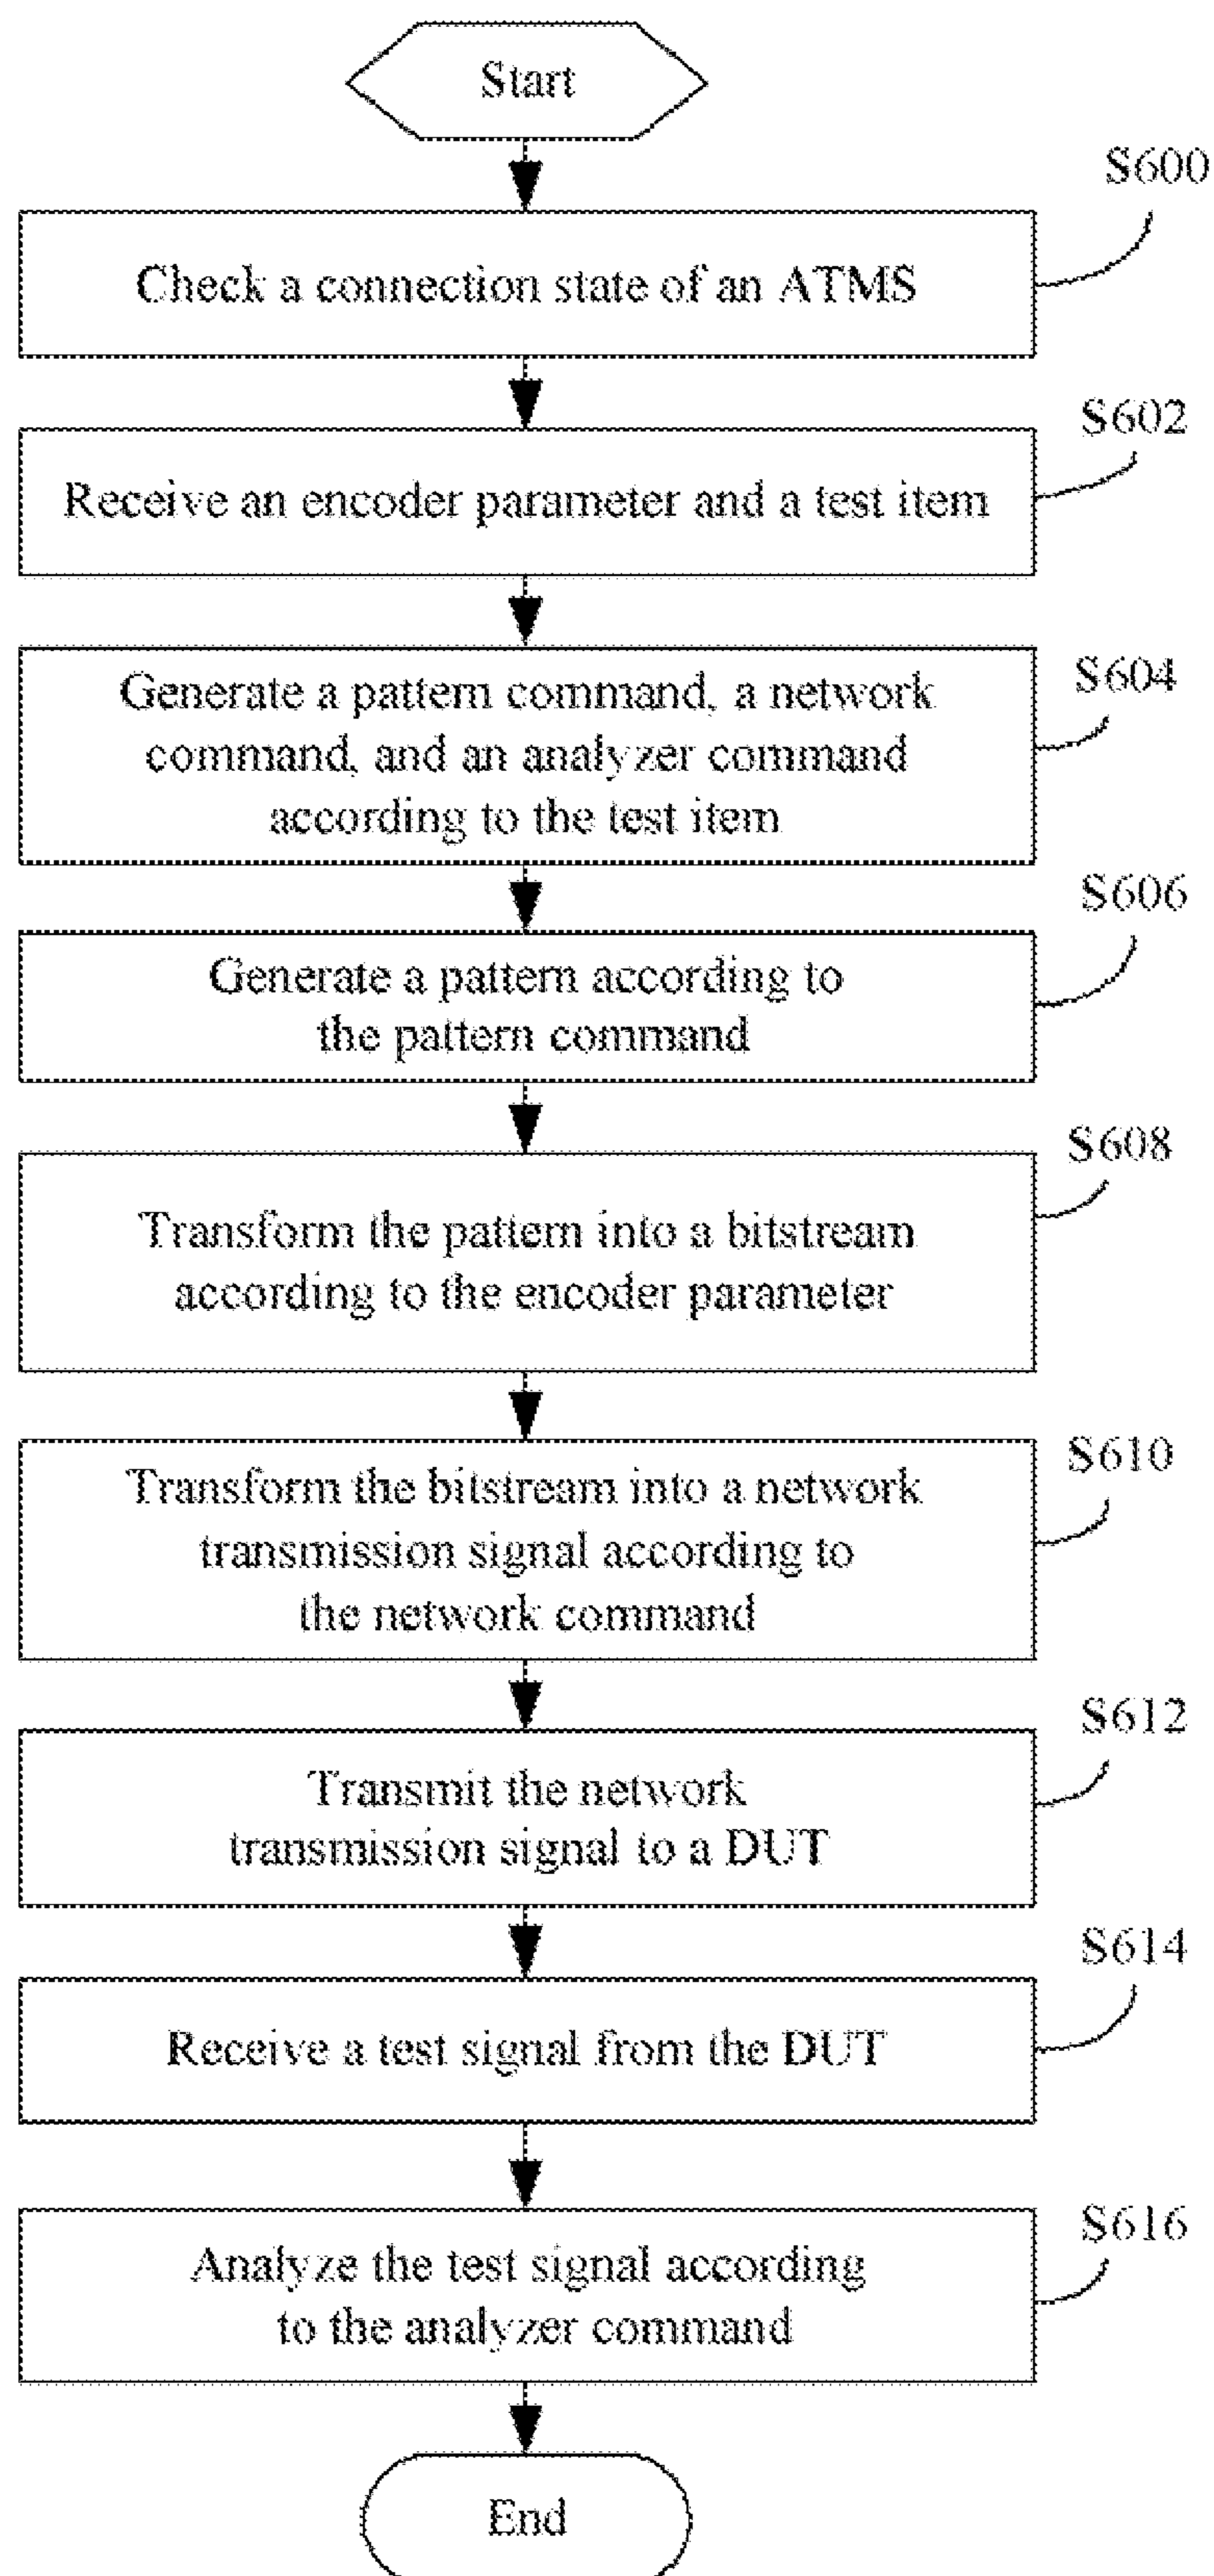 Start
S600
Check a connection state of an ATMS
S602
Receive an encoder parameter and a test item
S604
Generate a pattern command, a network
command, and an analyzer command
according to the test item
S606
Generate a pattern according to
the pattern command
S608
Transform the pattern into a bitstream
according to the encoder parameter
S610
Transform the bitstream into a network
transmission signal according to
the network command
S612
Transmit the network
transmission signal to a DUT
S614
Receive a test signal from the DUT
S616
Analyze the test signal according
to the analyzer command
End